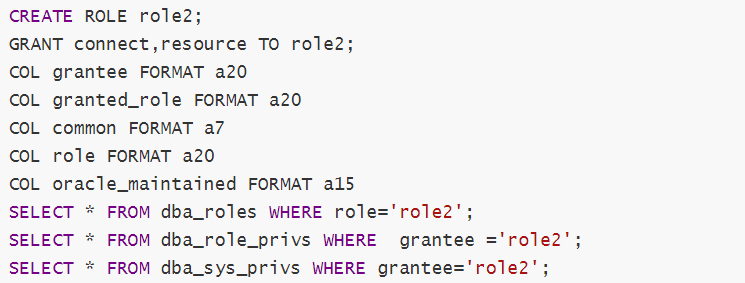 CREATE ROLE role2;
GRANT connect,resource TO role2;
COL grantee FORMAT a20
COL granted_role FORMAT a20
COL common FORMAT a7
COL role FORMAT a20
COL oracle_maintained FORMAT a15
SELECT * FROM dba_roles WHERE role='role2';
SELECT * FROM dba_role_privs WHERE  grantee ='role2';
SELECT * FROM dba_sys_privs WHERE grantee='role2';